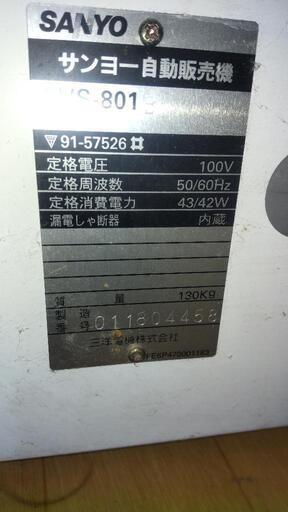 SANYO
サンヨー自動販売機
VS-801
▽91-57526
定格電圧 100V
定格周波数 50/60Hz
定格消費電力 43/42W
漏電しゃ断器 内蔵
質量 130Kg
製造番号 011804458
三洋電機株式会社